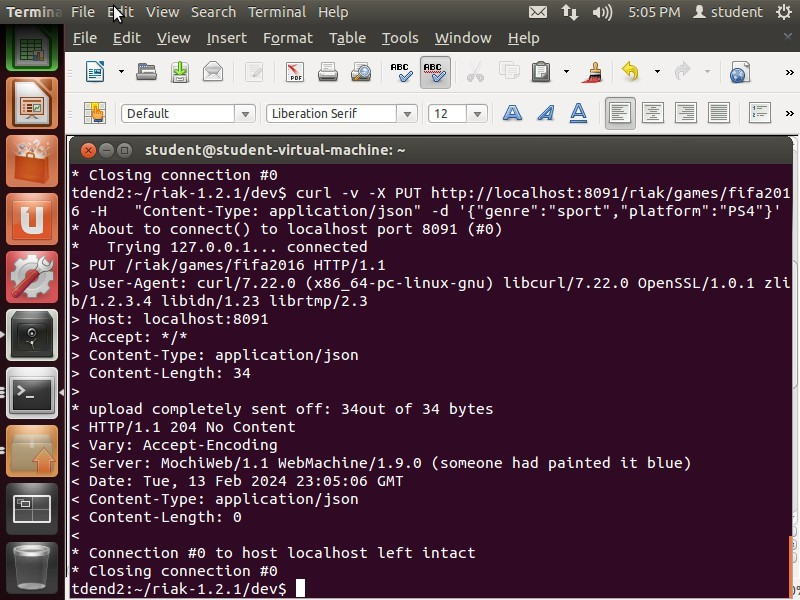 Termina File Edit View Search Terminal Help 5:05 PM student
File Edit View Insert Format Table Tools Window Help
PDF ABC ABC »
Default Liberation Serif 12 A A A »
student@student-virtual-machine: ~
* Closing connection #0
tdend2:~/riak-1.2.1/dev$ curl -v -X PUT http://localhost:8091/riak/games/fifa201
6 -H   "Content-Type: application/json" -d '{"genre":"sport","platform":"PS4"}'
* About to connect() to localhost port 8091 (#0)
*   Trying 127.0.0.1... connected
> PUT /riak/games/fifa2016 HTTP/1.1
> User-Agent: curl/7.22.0 (x86_64-pc-linux-gnu) libcurl/7.22.0 OpenSSL/1.0.1 zli
b/1.2.3.4 libidn/1.23 librtmp/2.3
> Host: localhost:8091
> Accept: */*
> Content-Type: application/json
> Content-Length: 34
>
* upload completely sent off: 34out of 34 bytes
< HTTP/1.1 204 No Content
< Vary: Accept-Encoding
< Server: MochiWeb/1.1 WebMachine/1.9.0 (someone had painted it blue)
< Date: Tue, 13 Feb 2024 23:05:06 GMT
< Content-Type: application/json
< Content-Length: 0
<
* Connection #0 to host localhost left intact
* Closing connection #0
tdend2:~/riak-1.2.1/dev$